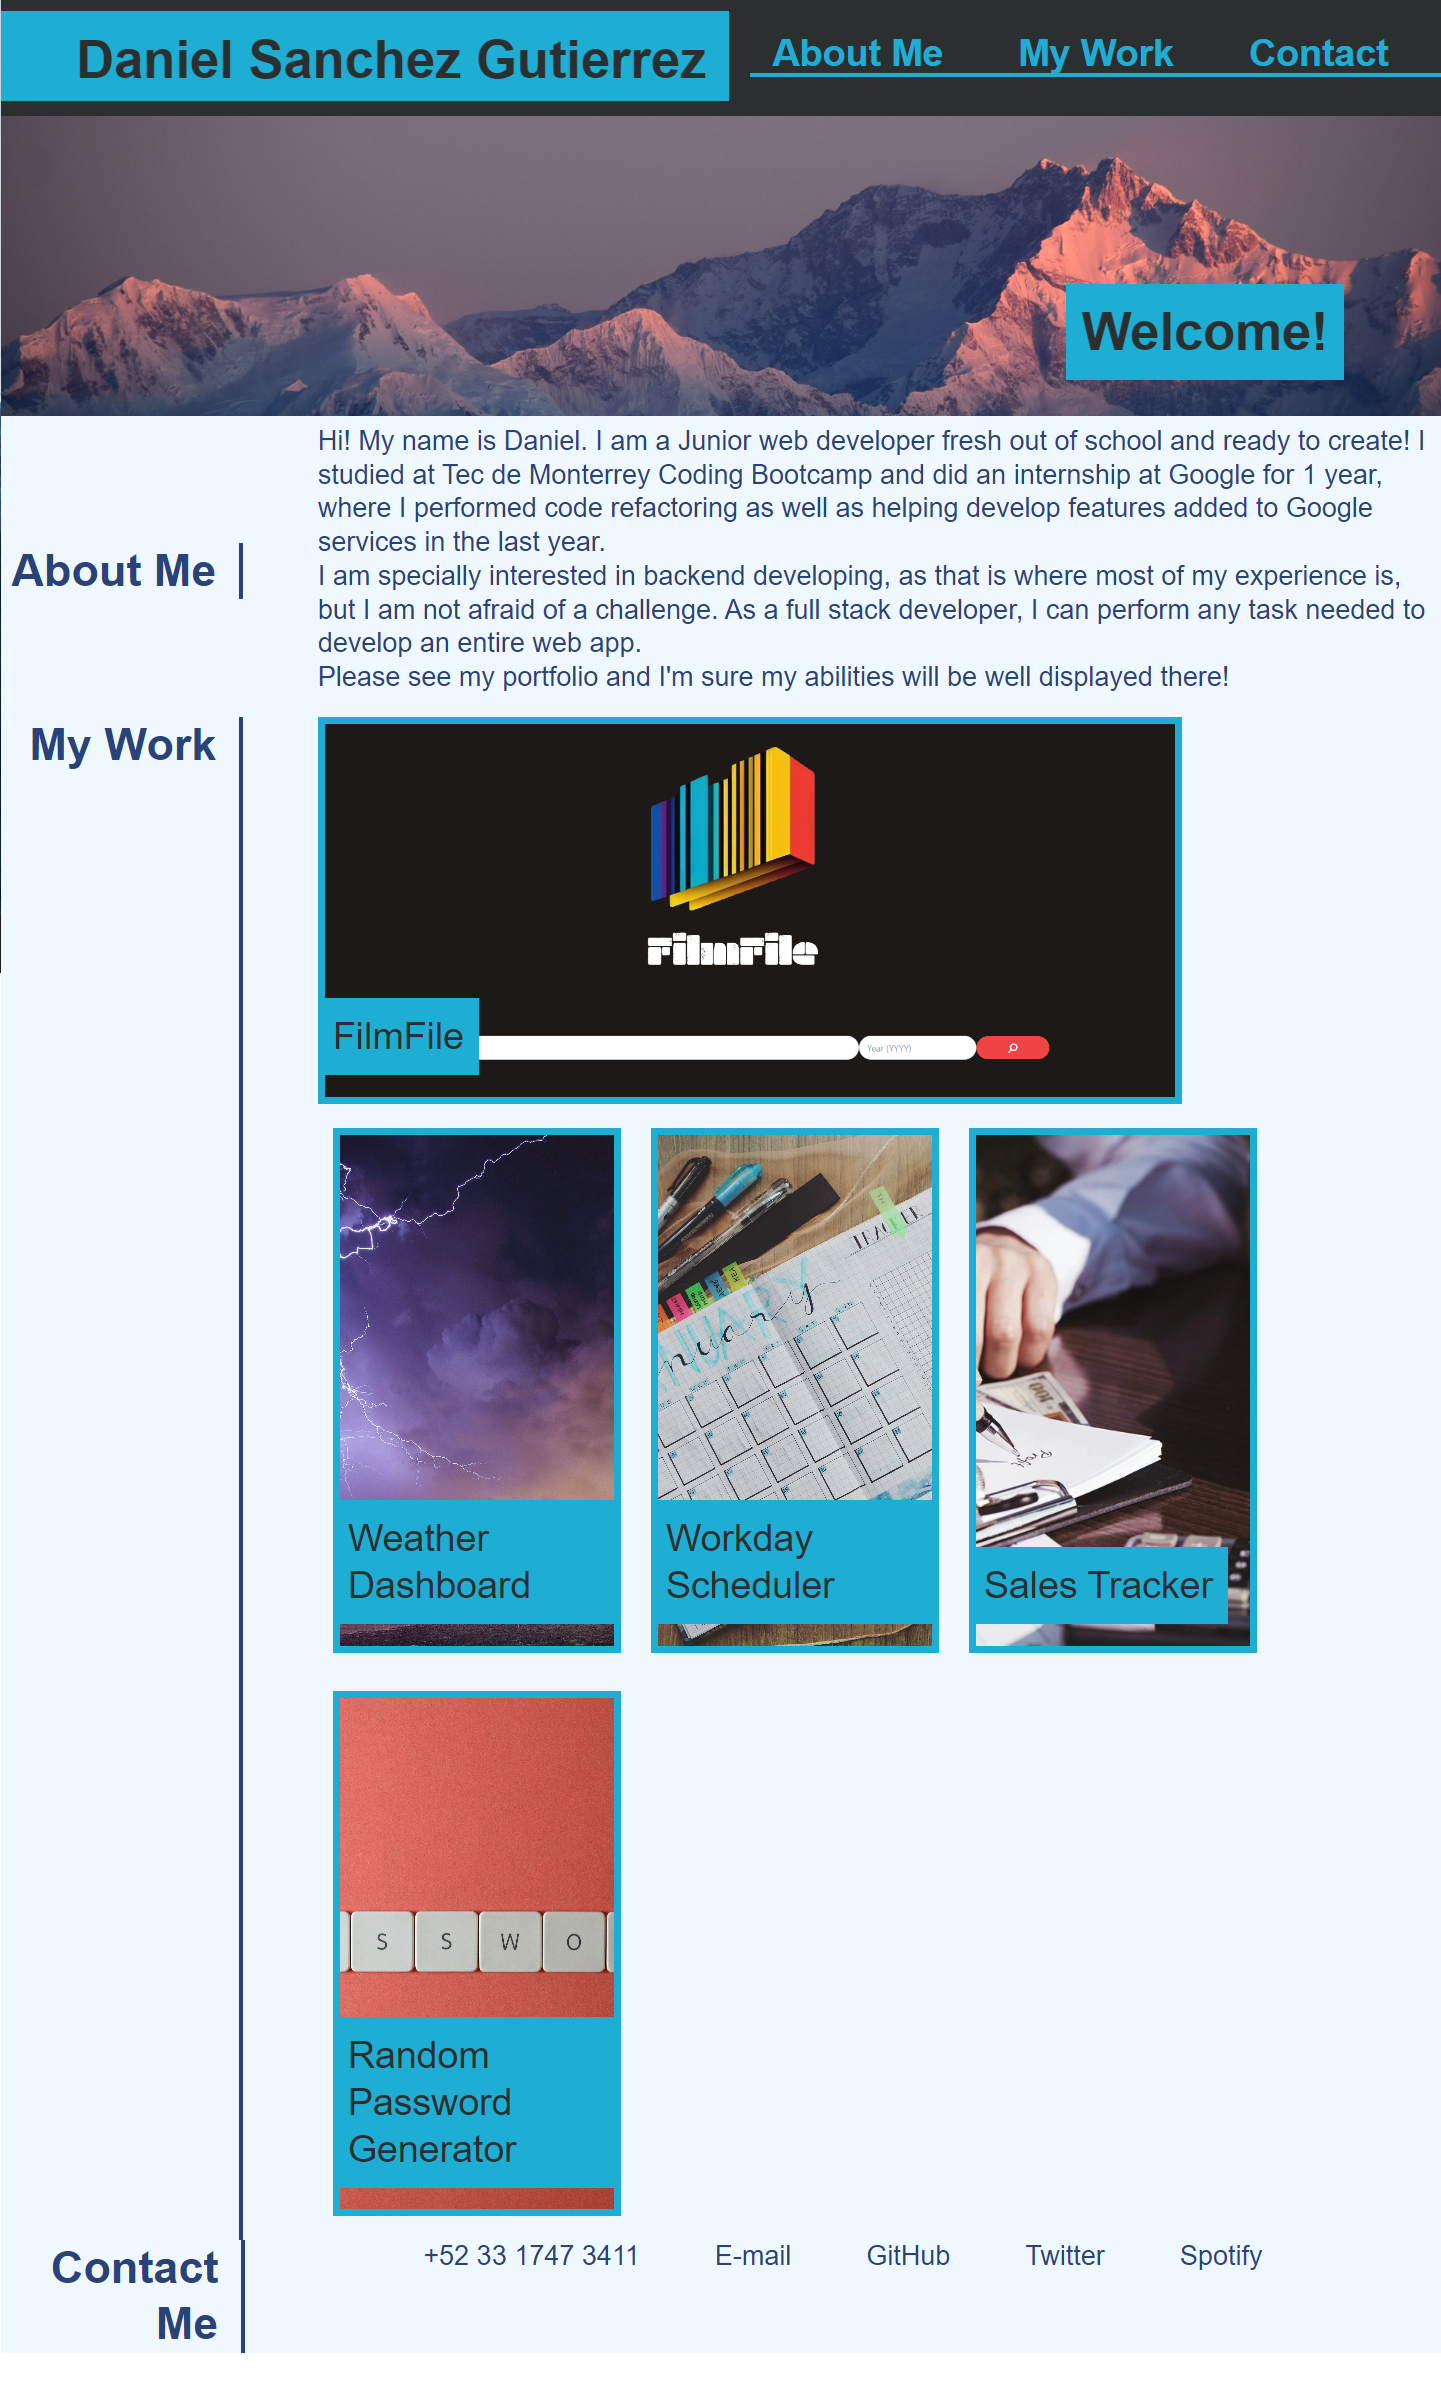 Daniel Sanchez Gutierrez
About Me
My Work
Contact
Welcome!
About Me
Hi! My name is Daniel. I am a Junior web developer fresh out of school and ready to create! I
studied at Tec de Monterrey Coding Bootcamp and did an internship at Google for 1 year,
where I performed code refactoring as well as helping develop features added to Google
services in the last year.
I am specially interested in backend developing, as that is where most of my experience is,
but I am not afraid of a challenge. As a full stack developer, I can perform any task needed to
develop an entire web app.
Please see my portfolio and I'm sure my abilities will be well displayed there!
My Work
FilmFile
FilmFile
Year (YYYY)
TRACKER
KEY
NUARY
nuary
Weather
Dashboard
Workday
Scheduler
Profit
100
Sales Tracker
S S W O
Random
Password
Generator
Contact
Me
+52 33 1747 3411
E-mail
GitHub
Twitter
Spotify